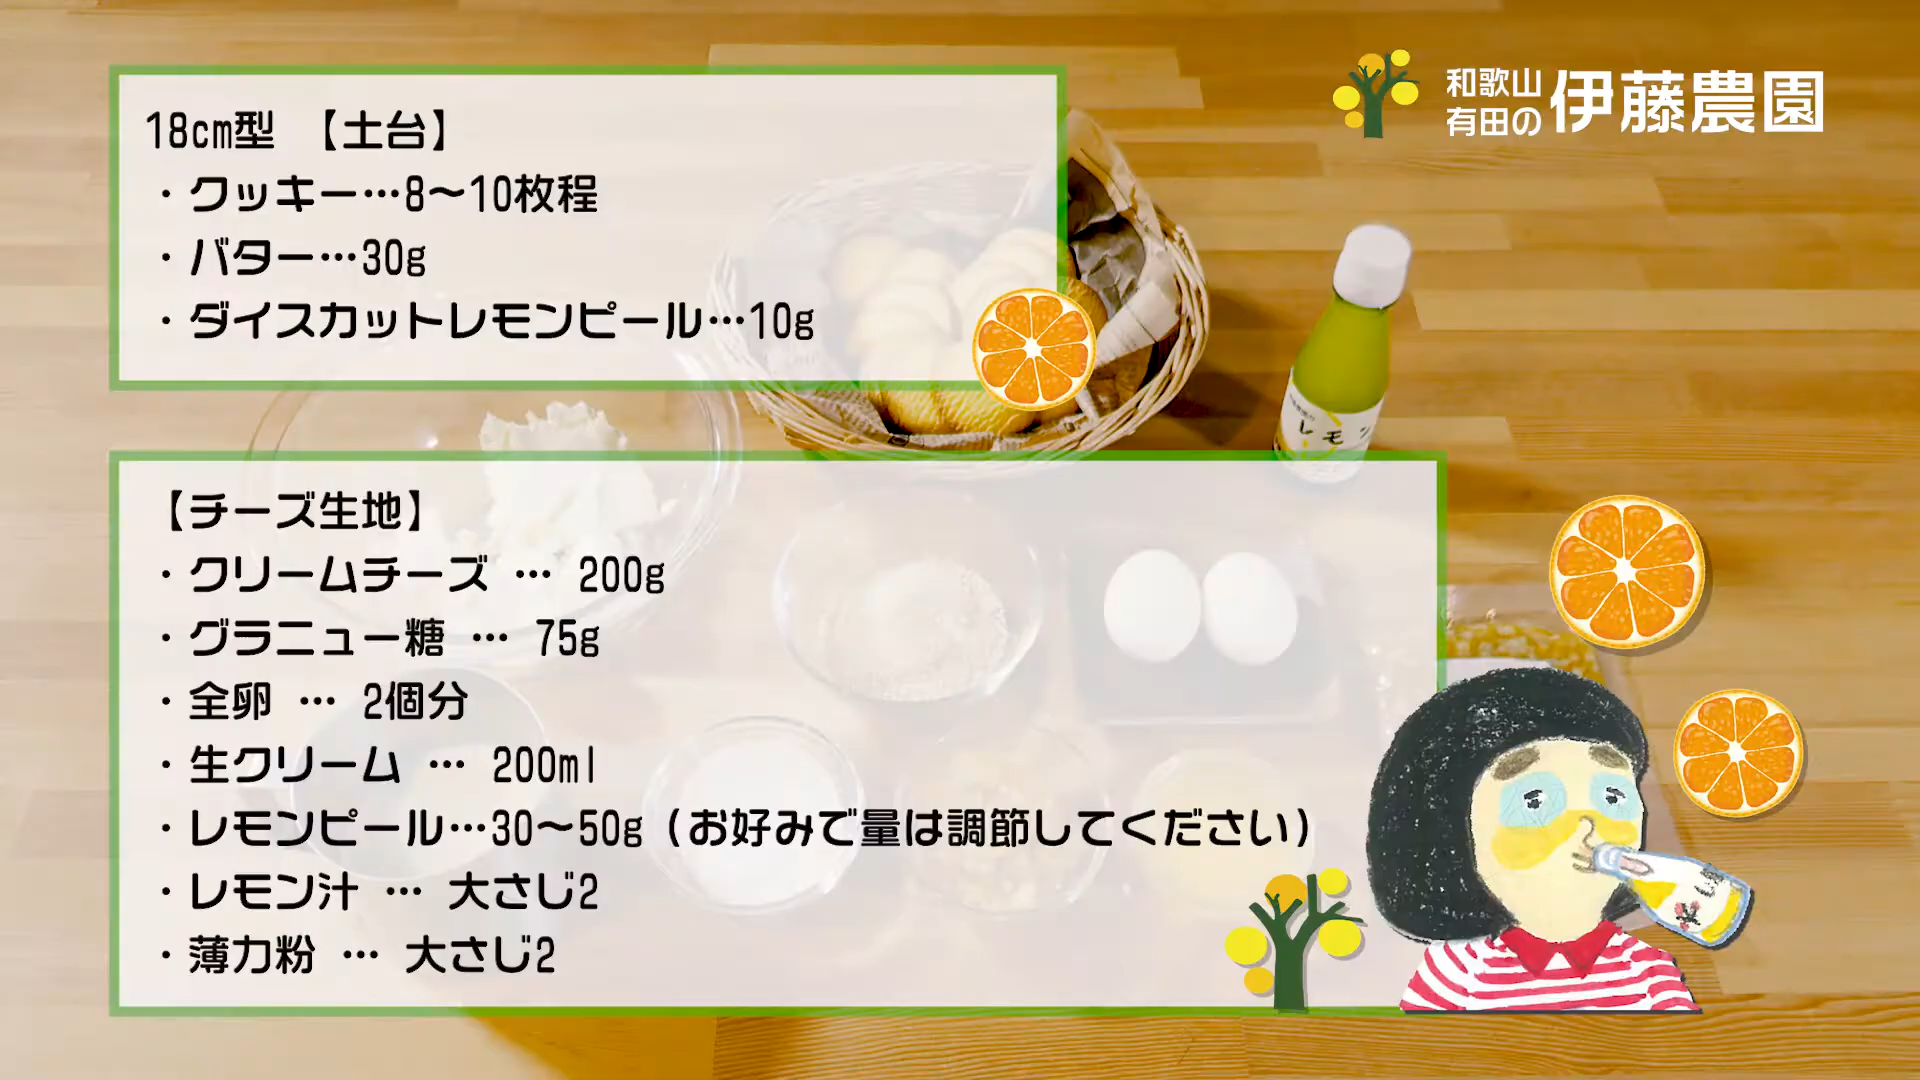 18cm型 【土台】
・クッキー…8〜10枚程
・バター…30g
・ダイスカットレモンピール…10g
【チーズ生地】
・クリームチーズ … 200g
・グラニュー糖 … 75g
・全卵 … 2個分
・生クリーム … 200ml
・レモンピール…30〜50g（お好みで量は調節してください）
・レモン汁 … 大さじ2
・薄力粉 … 大さじ2
和歌山
有田の
伊藤農園
レモン